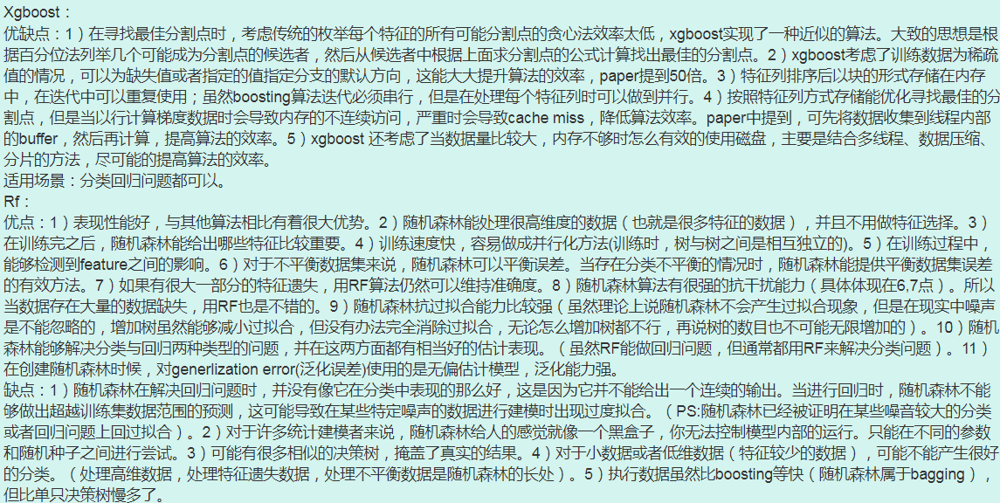 Xgboost：
优缺点：1）在寻找最佳分割点时，考虑传统的枚举每个特征的所有可能分割点的贪心法效率太低，xgboost实现了一种近似的算法。大致的思想是根
据百分位法列举几个可能成为分割点的候选者，然后从候选者中根据上面求分割点的公式计算找出最佳的分割点。2）xgboost考虑了训练数据为稀疏
值的情况，可以为缺失值或者指定的值指定分支的默认方向，这能大大提升算法的效率，paper提到50倍。3）特征列排序后以块的形式存储在内存
中，在迭代中可以重复使用；虽然boosting算法迭代必须串行，但是在处理每个特征列时可以做到并行。4）按照特征列方式存储能优化寻找最佳的分
割点，但是当以行计算梯度数据时会导致内存的不连续访问，严重时会导致cache miss，降低算法效率。paper中提到，可先将数据收集到线程内部
的buffer，然后再计算，提高算法的效率。5）xgboost 还考虑了当数据量比较大，内存不够时怎么有效的使用磁盘，主要是结合多线程、数据压缩、
分片的方法，尽可能的提高算法的效率。
适用场景：分类回归问题都可以。
Rf：
优点：1）表现性能好，与其他算法相比有着很大优势。2）随机森林能处理很高维度的数据（也就是很多特征的数据），并且不用做特征选择。3）
在训练完之后，随机森林能给出哪些特征比较重要。4）训练速度快，容易做成并行化方法(训练时，树与树之间是相互独立的)。5）在训练过程中，
能够检测到feature之间的影响。6）对于不平衡数据集来说，随机森林可以平衡误差。当存在分类不平衡的情况时，随机森林能提供平衡数据集误差
的有效方法。7）如果有很大一部分的特征遗失，用RF算法仍然可以维持准确度。8）随机森林算法有很强的抗干扰能力（具体体现在6,7点）。所以
当数据存在大量的数据缺失，用RF也是不错的。9）随机森林抗过拟合能力比较强（虽然理论上说随机森林不会产生过拟合现象，但是在现实中噪声
是不能忽略的，增加树虽然能够减小过拟合，但没有办法完全消除过拟合，无论怎么增加树都不行，再说树的数目也不可能无限增加的）。10）随机
森林能够解决分类与回归两种类型的问题，并在这两方面都有相当好的估计表现。（虽然RF能做回归问题，但通常都用RF来解决分类问题）。11）
在创建随机森林时候，对generlization error(泛化误差)使用的是无偏估计模型，泛化能力强。
缺点：1）随机森林在解决回归问题时，并没有像它在分类中表现的那么好，这是因为它并不能给出一个连续的输出。当进行回归时，随机森林不能
够做出超越训练集数据范围的预测，这可能导致在某些特定噪声的数据进行建模时出现过度拟合。（PS:随机森林已经被证明在某些噪音较大的分类
或者回归问题上回过拟合）。2）对于许多统计建模者来说，随机森林给人的感觉就像一个黑盒子，你无法控制模型内部的运行。只能在不同的参数
和随机种子之间进行尝试。3）可能有很多相似的决策树，掩盖了真实的结果。4）对于小数据或者低维数据（特征较少的数据），可能不能产生很好
的分类。（处理高维数据，处理特征遗失数据，处理不平衡数据是随机森林的长处）。5）执行数据虽然比boosting等快（随机森林属于bagging），
但比单只决策树慢多了。